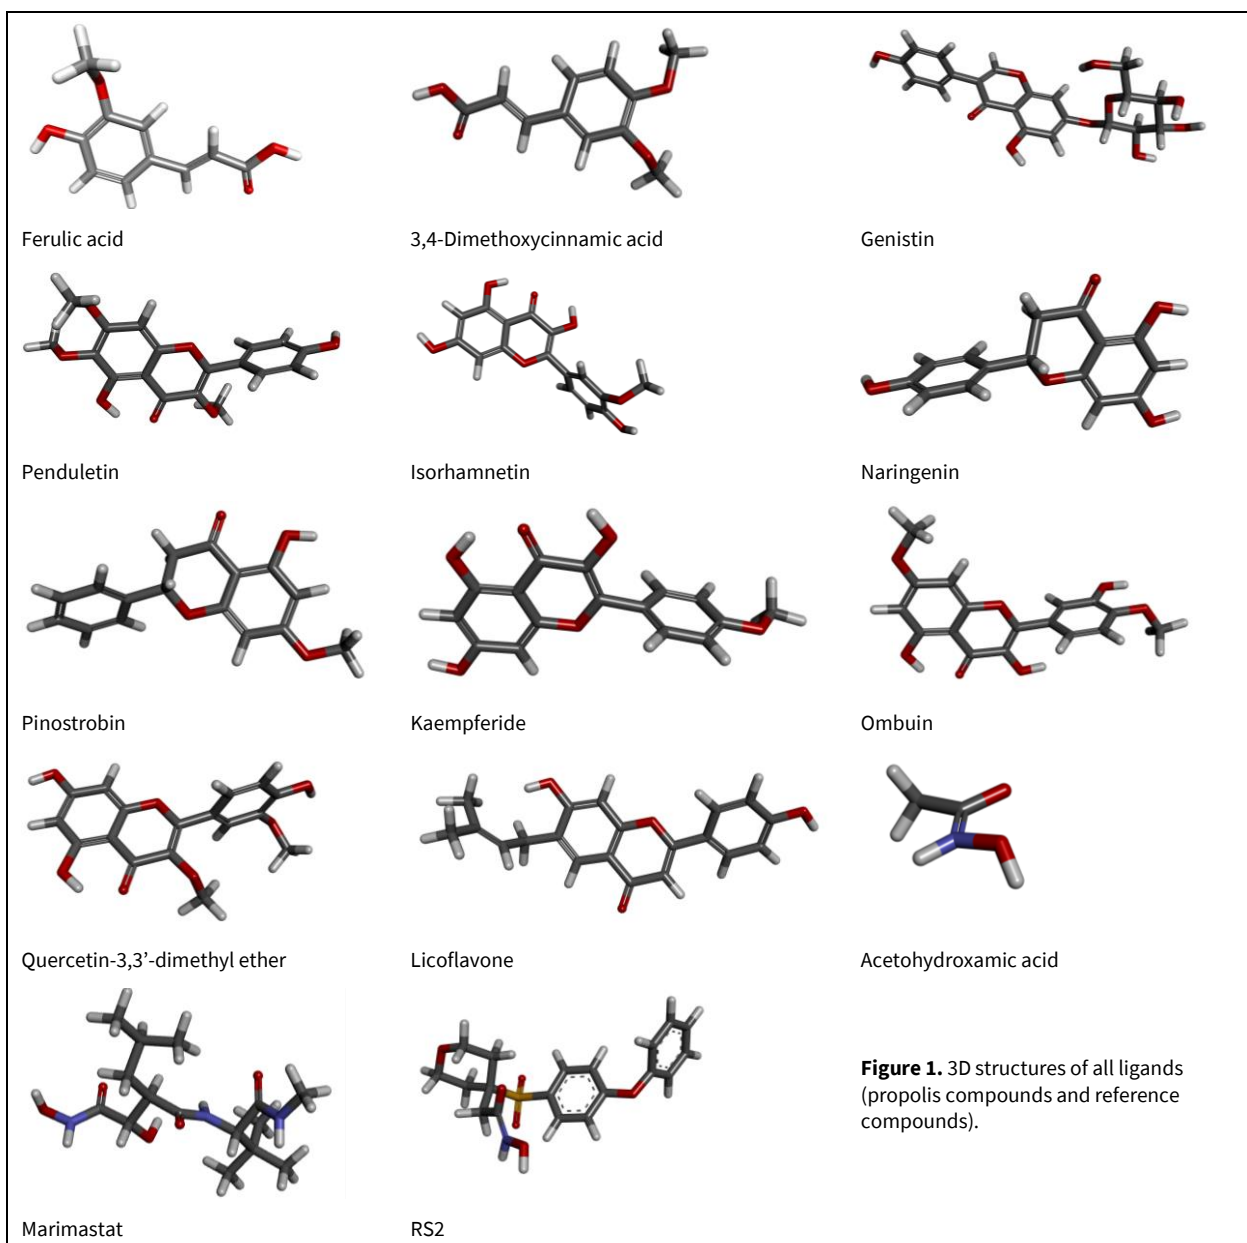 Ferulic acid
3,4-Dimethoxycinnamic acid
Genistin
Penduletin
Isorhamnetin
Naringenin
Pinostrobin
Kaempferide
Ombuin
Quercetin-3,3’-dimethyl ether
Licoflavone
Acetohydroxamic acid
Marimastat
RS2
Figure 1. 3D structures of all ligands
(propolis compounds and reference
compounds).